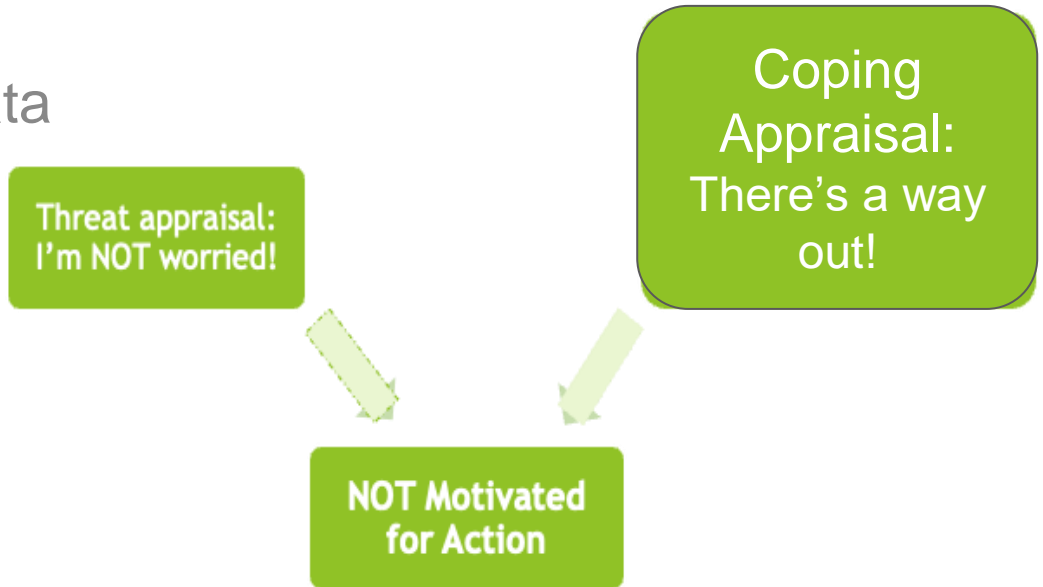 ta
Threat appraisal:
I'm NOT worried!
Coping
Appraisal:
There's a way
out!
NOT Motivated
for Action